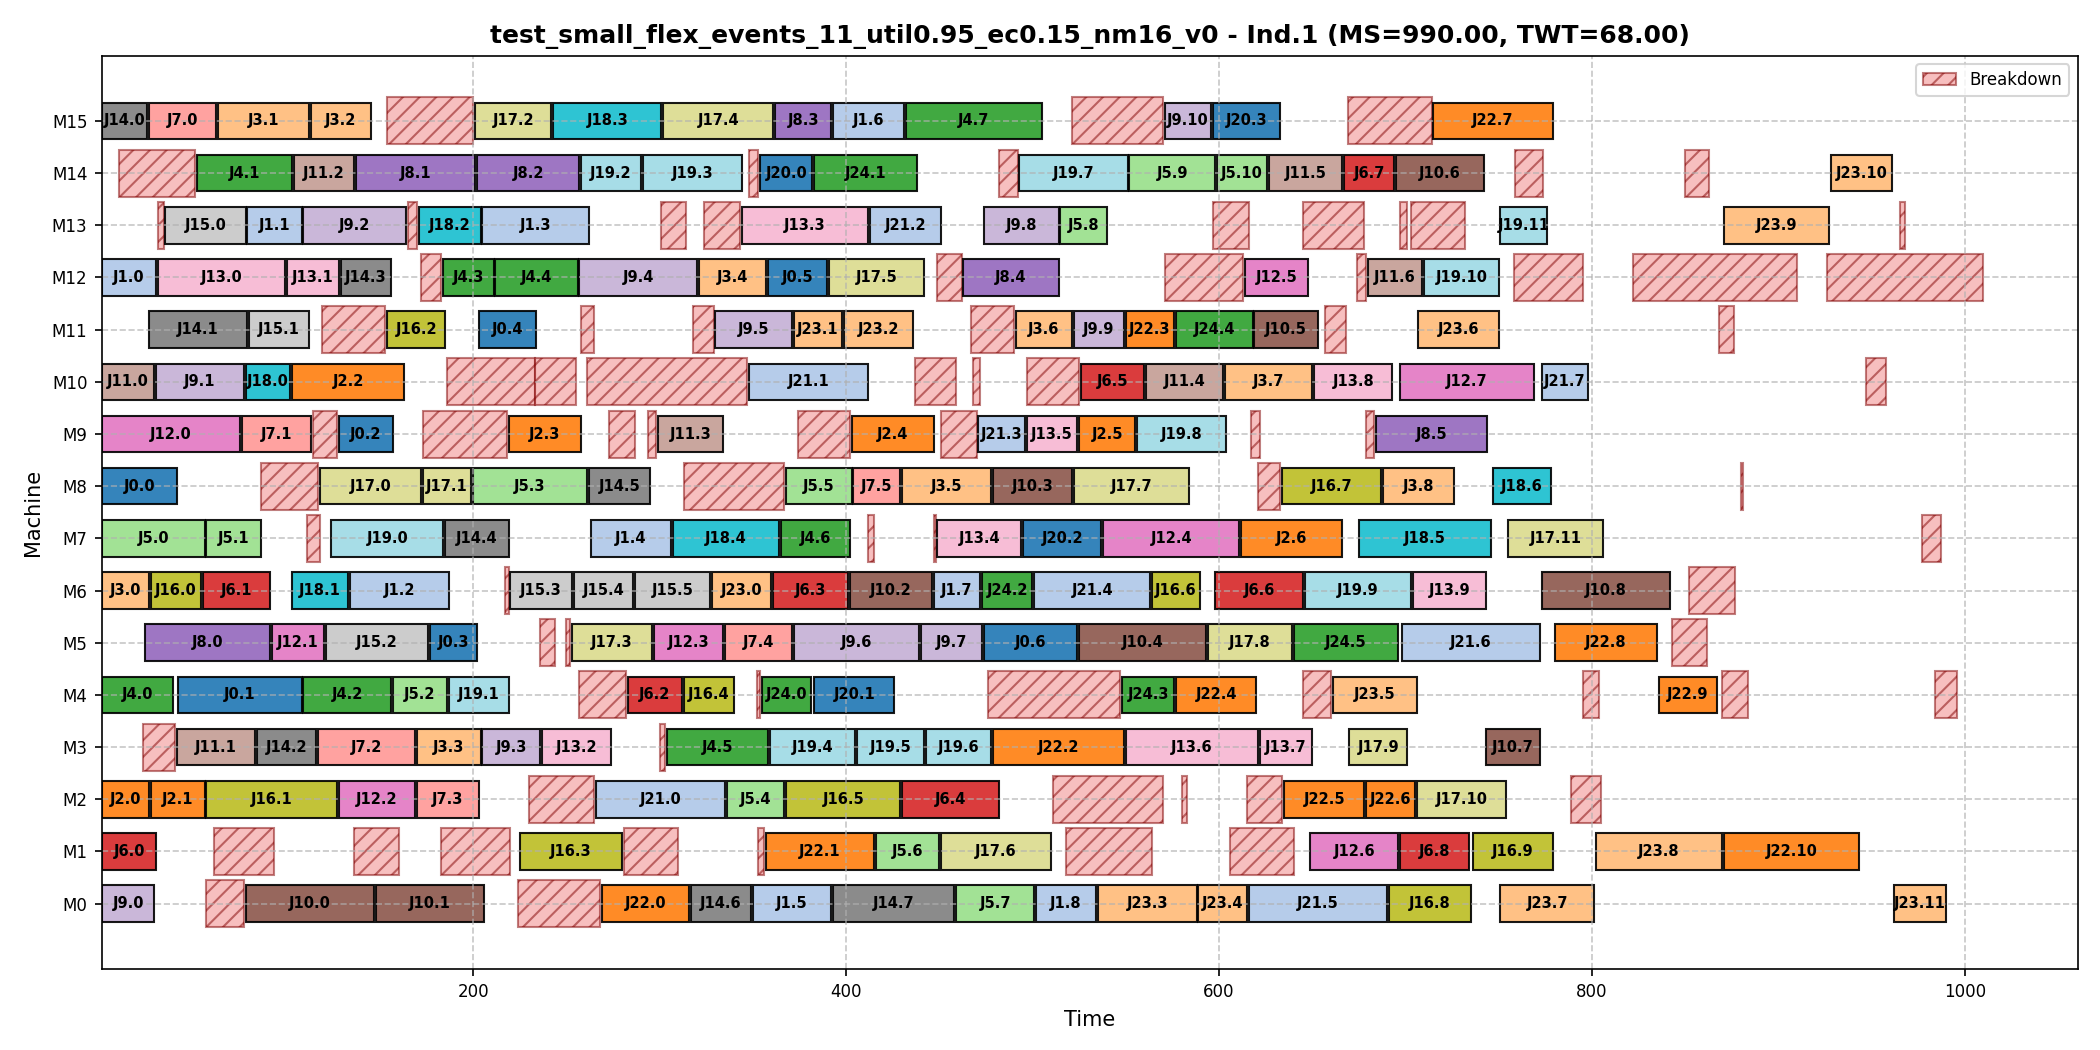 test_small_flex_events_11_util0.95_ec0.15_nm16_v0 - Ind.1 (MS=990.00, TWT=68.00)
Breakdown
M15 J14.0 J7.0 J3.1 J3.2 J17.2 J18.3 J17.4 J8.3 J1.6 J4.7 J9.10 J20.3 J22.7
M14 J4.1 J11.2 J8.1 J8.2 J19.2 J19.3 J20.0 J24.1 J19.7 J5.9 J5.10 J11.5 J6.7 J10.6 J23.10
M13 J15.0 J1.1 J9.2 J18.2 J1.3 J13.3 J21.2 J9.8 J5.8 J19.11 J23.9
M12 J1.0 J13.0 J13.1 J14.3 J4.3 J4.4 J9.4 J3.4 J0.5 J17.5 J8.4 J12.5 J11.6 J19.10
M11 J14.1 J15.1 J16.2 J0.4 J9.5 J23.1 J23.2 J3.6 J9.9 J22.3 J24.4 J10.5 J23.6
M10 J11.0 J9.1 J18.0 J2.2 J21.1 J6.5 J11.4 J3.7 J13.8 J12.7 J21.7
M9 J12.0 J7.1 J0.2 J2.3 J11.3 J2.4 J21.3 J13.5 J2.5 J19.8 J8.5
M8 J0.0 J17.0 J17.1 J5.3 J14.5 J5.5 J7.5 J3.5 J10.3 J17.7 J16.7 J3.8 J18.6
M7 J5.0 J5.1 J19.0 J14.4 J1.4 J18.4 J4.6 J13.4 J20.2 J12.4 J2.6 J18.5 J17.11
M6 J3.0 J16.0 J6.1 J18.1 J1.2 J15.3 J15.4 J15.5 J23.0 J6.3 J10.2 J1.7 J24.2 J21.4 J16.6 J6.6 J19.9 J13.9 J10.8
M5 J8.0 J12.1 J15.2 J0.3 J17.3 J12.3 J7.4 J9.6 J9.7 J0.6 J10.4 J17.8 J24.5 J21.6 J22.8
M4 J4.0 J0.1 J4.2 J5.2 J19.1 J6.2 J16.4 J24.0 J20.1 J24.3 J22.4 J23.5 J22.9
M3 J11.1 J14.2 J7.2 J3.3 J9.3 J13.2 J4.5 J19.4 J19.5 J19.6 J22.2 J13.6 J13.7 J17.9 J10.7
M2 J2.0 J2.1 J16.1 J12.2 J7.3 J21.0 J5.4 J16.5 J6.4 J22.5 J22.6 J17.10
M1 J6.0 J16.3 J22.1 J5.6 J17.6 J12.6 J6.8 J16.9 J23.8 J22.10
M0 J9.0 J10.0 J10.1 J22.0 J14.6 J1.5 J14.7 J5.7 J1.8 J23.3 J23.4 J21.5 J16.8 J23.7 J23.11
200 400 600 800 1000
Time
Machine